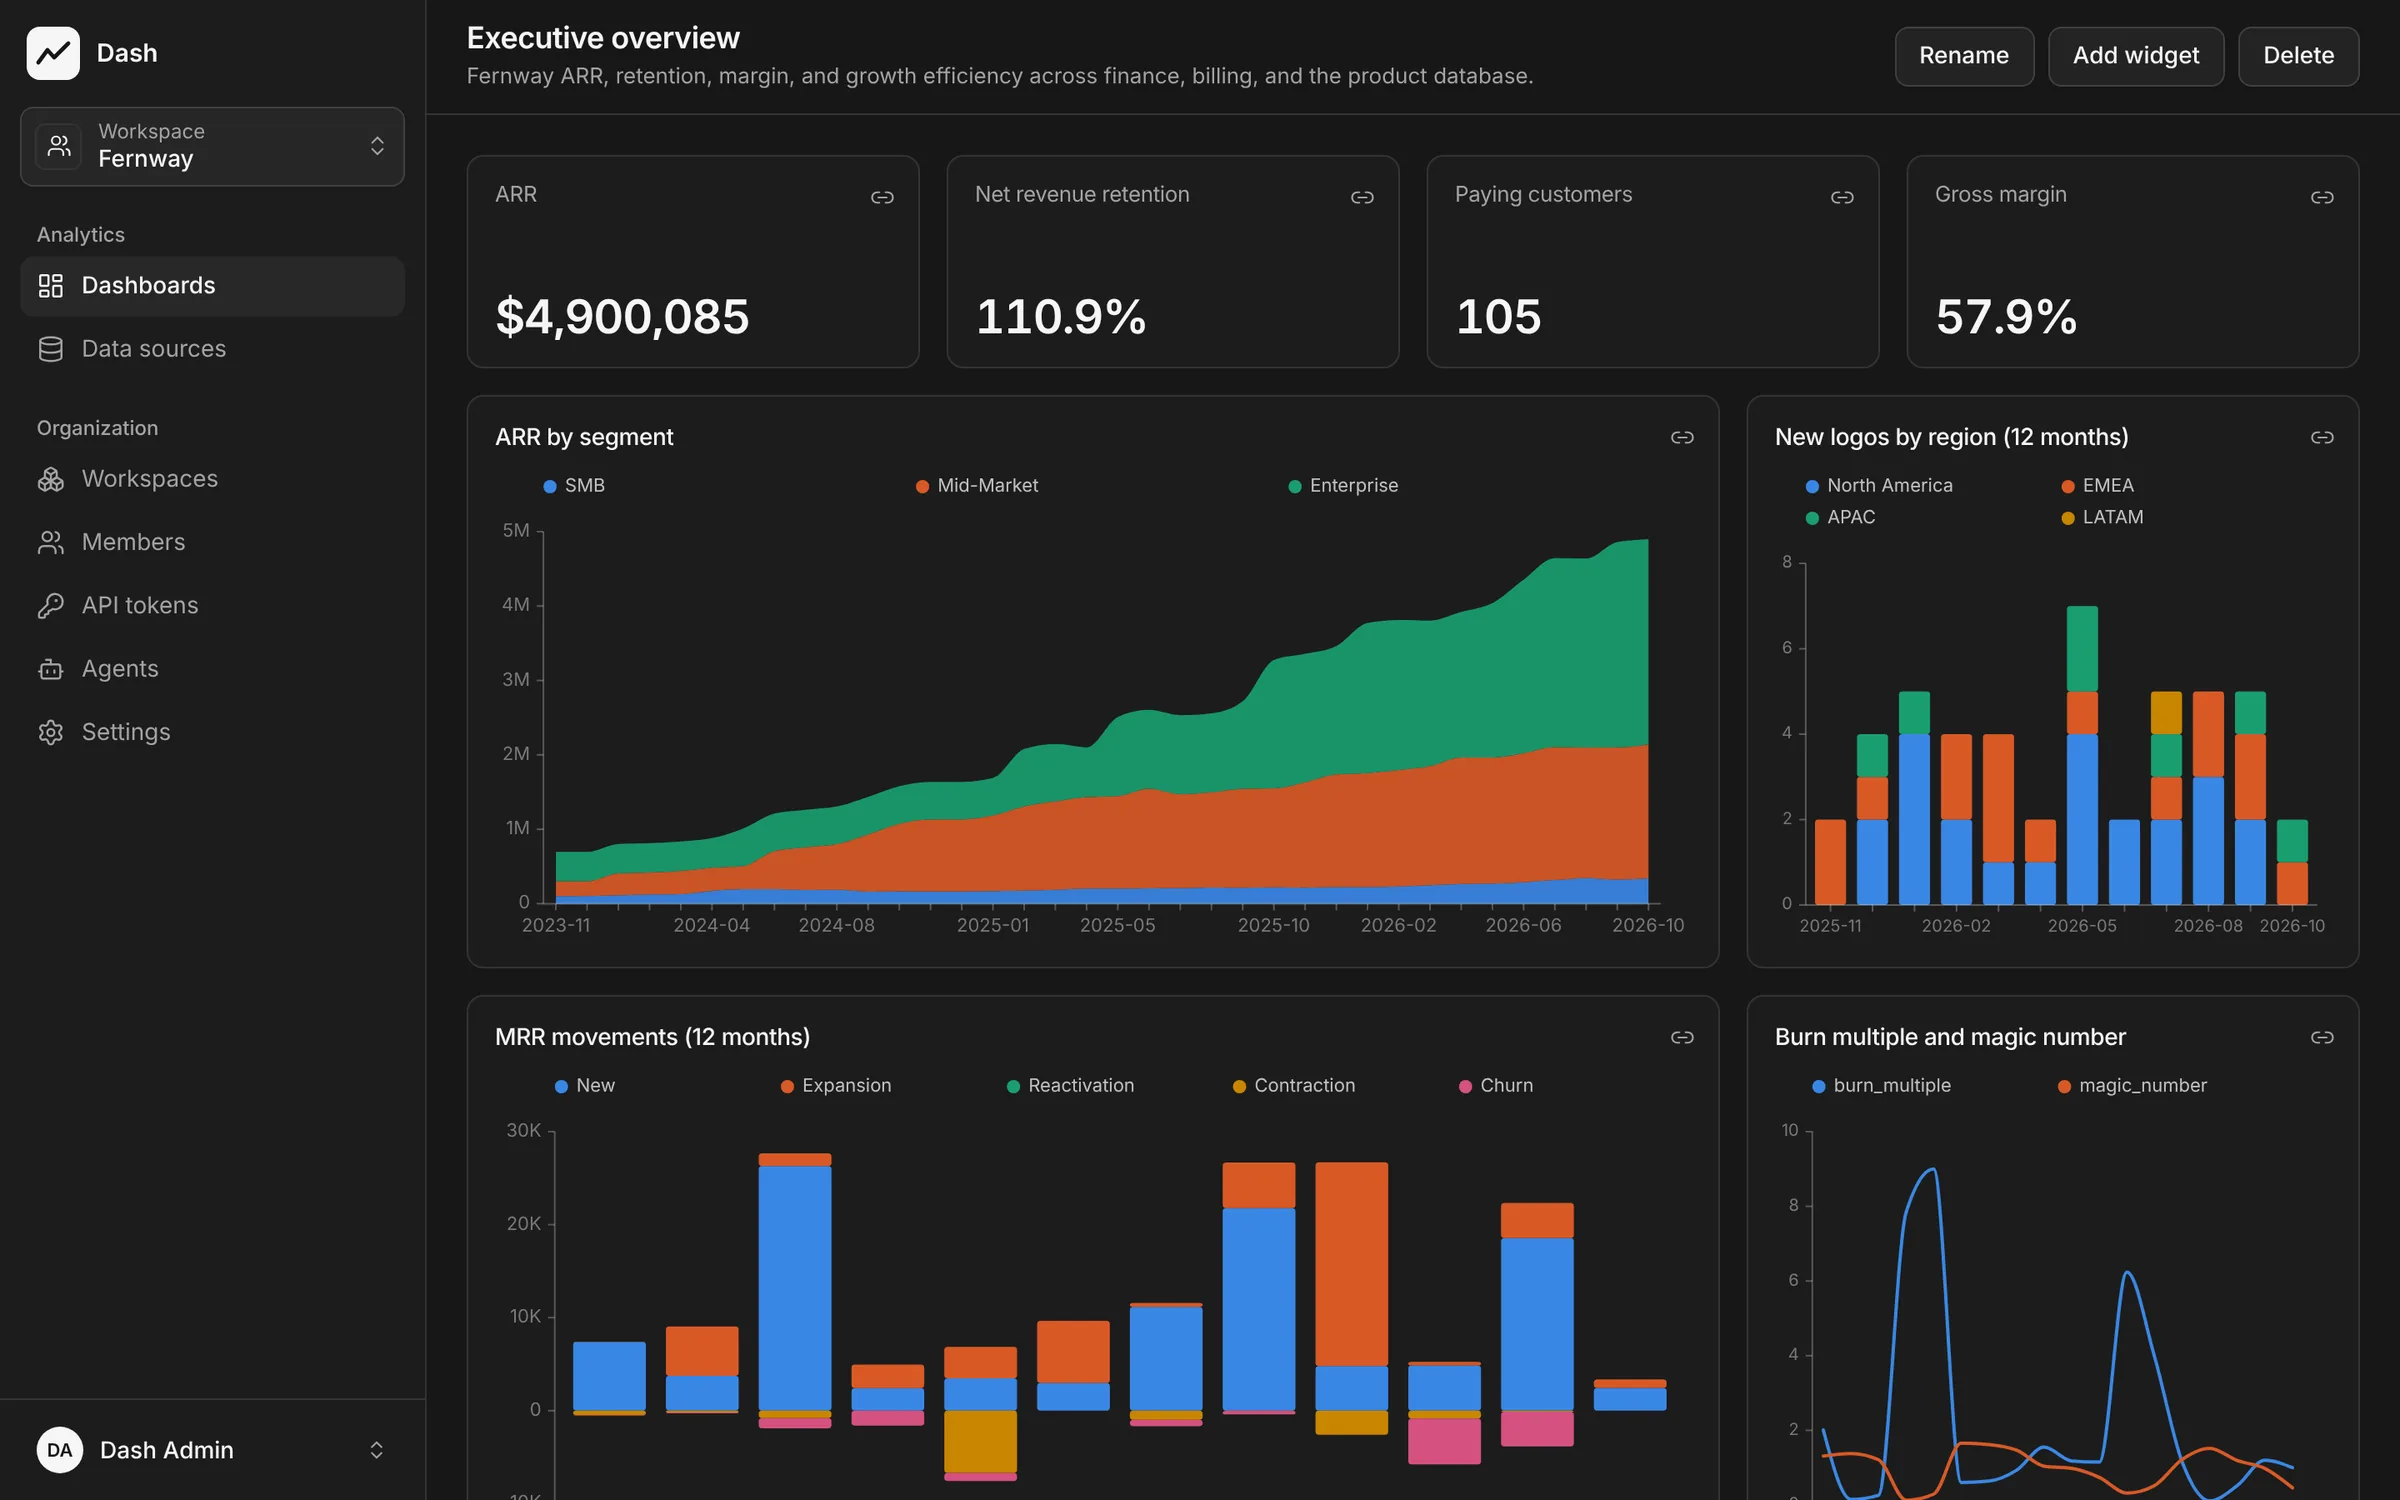 Dash
Workspace
Fernway
Analytics
Dashboards
Data sources
Organization
Workspaces
Members
API tokens
Agents
Settings
DA
Dash Admin
Executive overview
Fernway ARR, retention, margin, and growth efficiency across finance, billing, and the product database.
Rename
Add widget
Delete
ARR
$4,900,085
Net revenue retention
110.9%
Paying customers
105
Gross margin
57.9%
ARR by segment
SMB
Mid-Market
Enterprise
5M
4M
3M
2M
1M
0
2023-11
2024-04
2024-08
2025-01
2025-05
2025-10
2026-02
2026-06
2026-10
New logos by region (12 months)
North America
EMEA
APAC
LATAM
8
6
4
2
0
2025-11
2026-02
2026-05
2026-08
2026-10
MRR movements (12 months)
New
Expansion
Reactivation
Contraction
Churn
30K
20K
10K
0
Burn multiple and magic number
burn_multiple
magic_number
10
8
6
4
2